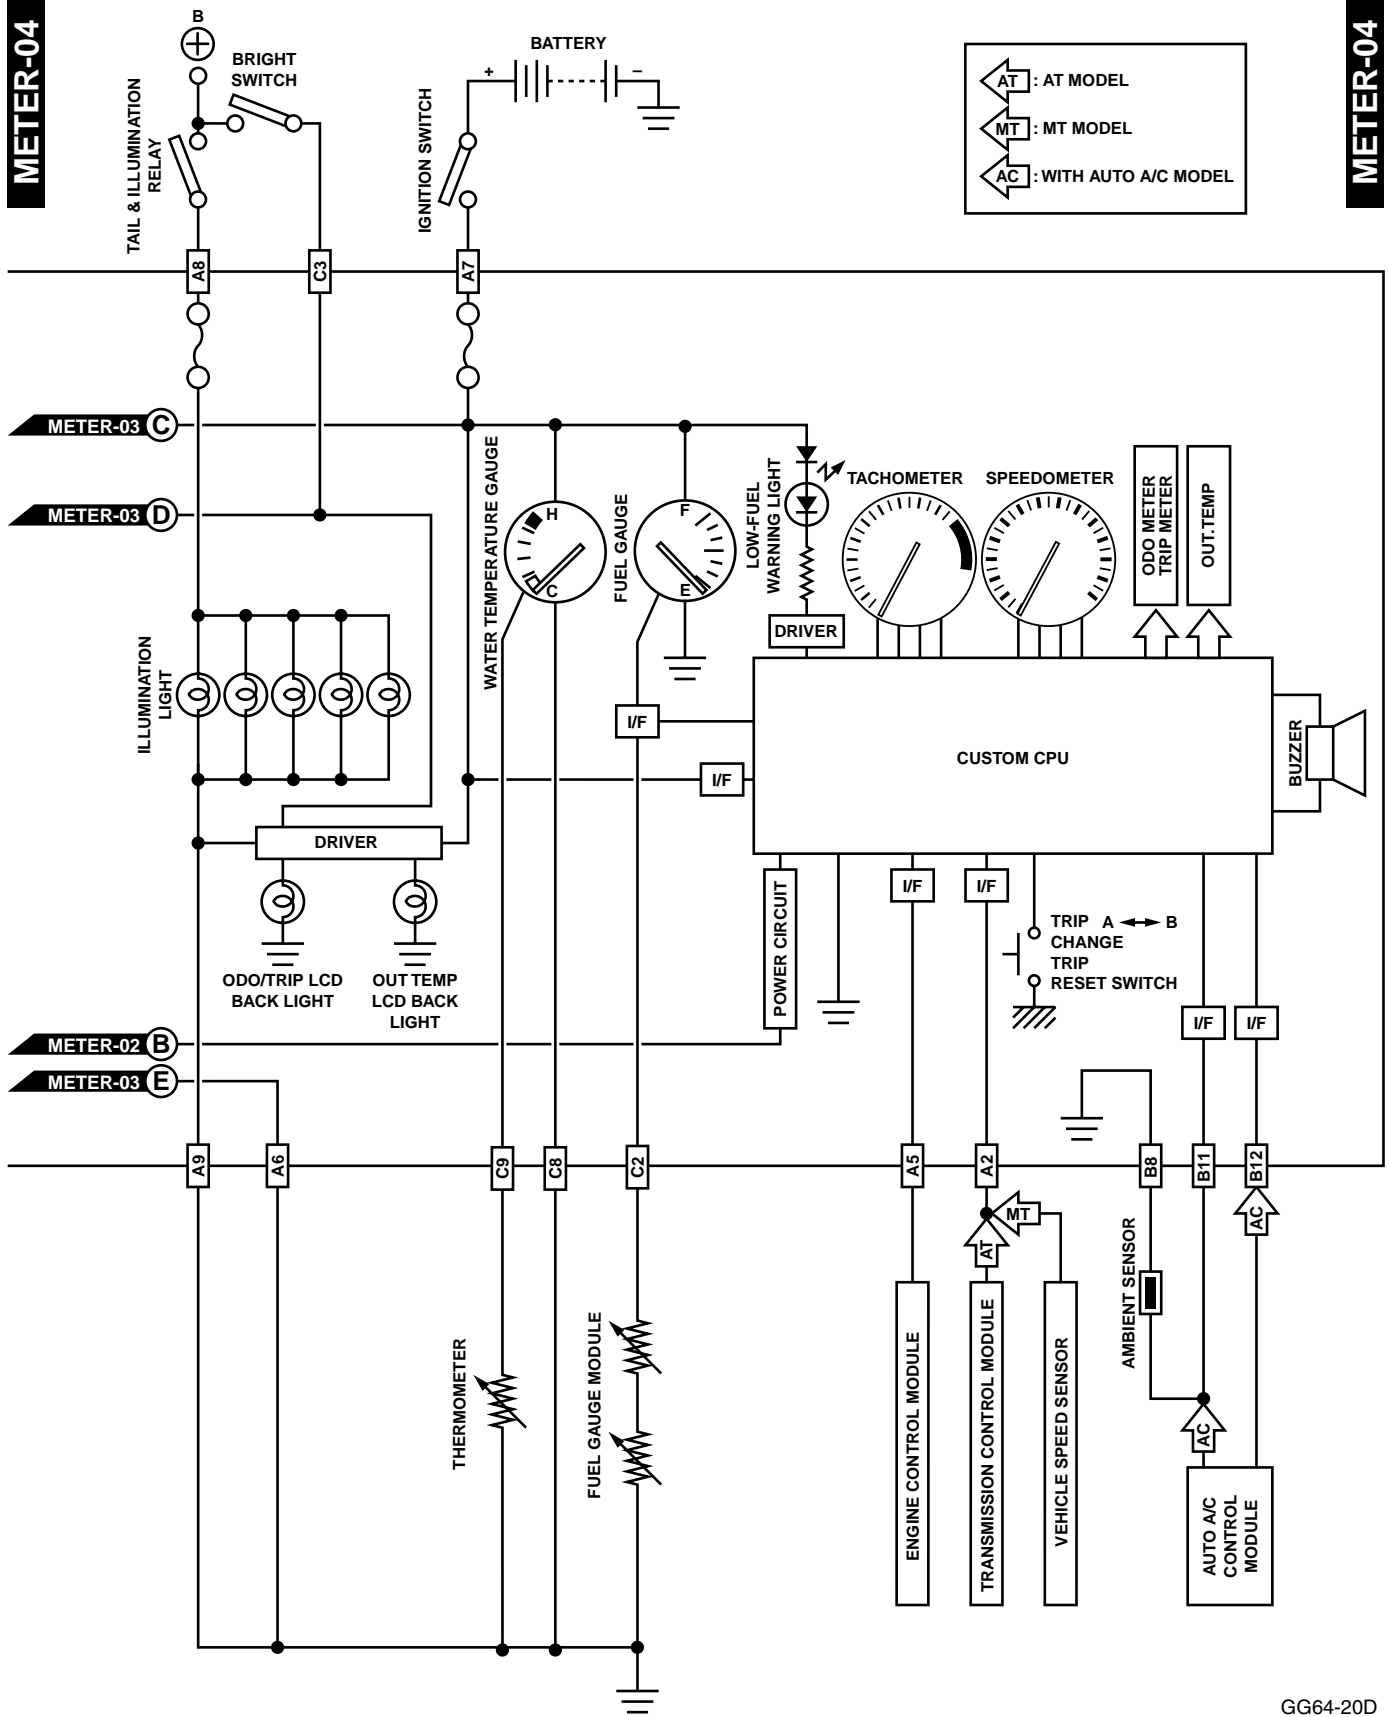 METER-04
METER-04
B
BRIGHT
SWITCH
TAIL & ILLUMINATION
RELAY
IGNITION SWITCH
BATTERY
+
–
AT : AT MODEL
MT : MT MODEL
AC : WITH AUTO A/C MODEL
A8
C3
A7
METER-03 C
METER-03 D
WATER TEMPERATURE GAUGE
H
C
FUEL GAUGE
F
E
LOW-FUEL
WARNING LIGHT
DRIVER
TACHOMETER
SPEEDOMETER
ODO METER
TRIP METER
OUT.TEMP
ILLUMINATION
LIGHT
I/F
I/F
CUSTOM CPU
BUZZER
DRIVER
ODO/TRIP LCD
BACK LIGHT
OUT TEMP
LCD BACK
LIGHT
POWER CIRCUIT
I/F
I/F
TRIP A B
CHANGE
TRIP
RESET SWITCH
I/F
I/F
METER-02 B
METER-03 E
A9
A6
C9
C8
C2
A5
A2
B8
B11
B12
MT
AT
AC
AMBIENT SENSOR
THERMOMETER
FUEL GAUGE MODULE
ENGINE CONTROL MODULE
TRANSMISSION CONTROL MODULE
VEHICLE SPEED SENSOR
AC
AUTO A/C
CONTROL
MODULE
GG64-20D